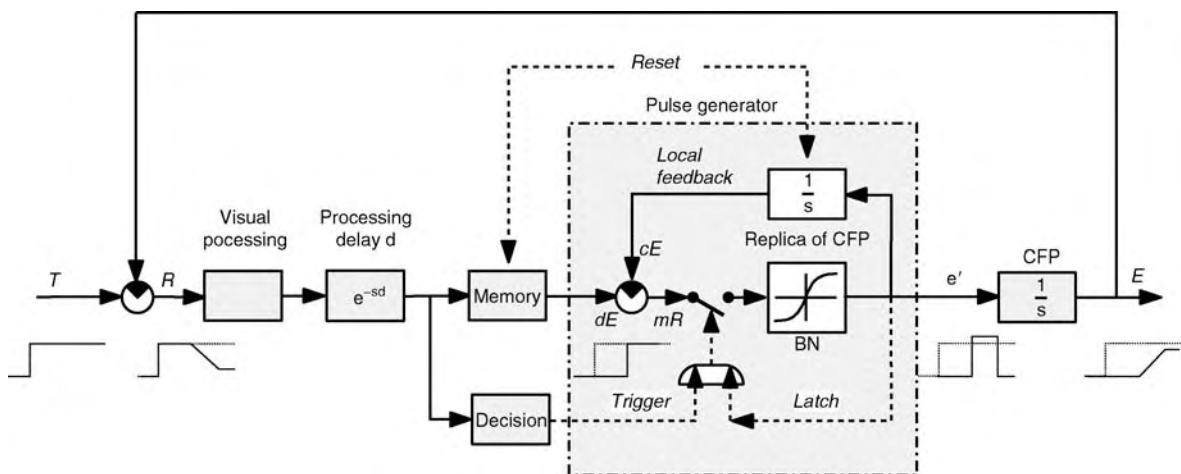 Reset
Pulse generator
Local
feedback
1
s
Visual
pocessing
Processing
delay d
Replica of CFP
cE
CFP
T
R
e^–sd
Memory
dE
mR
e′
1
s
E
BN
Decision
Trigger
Latch